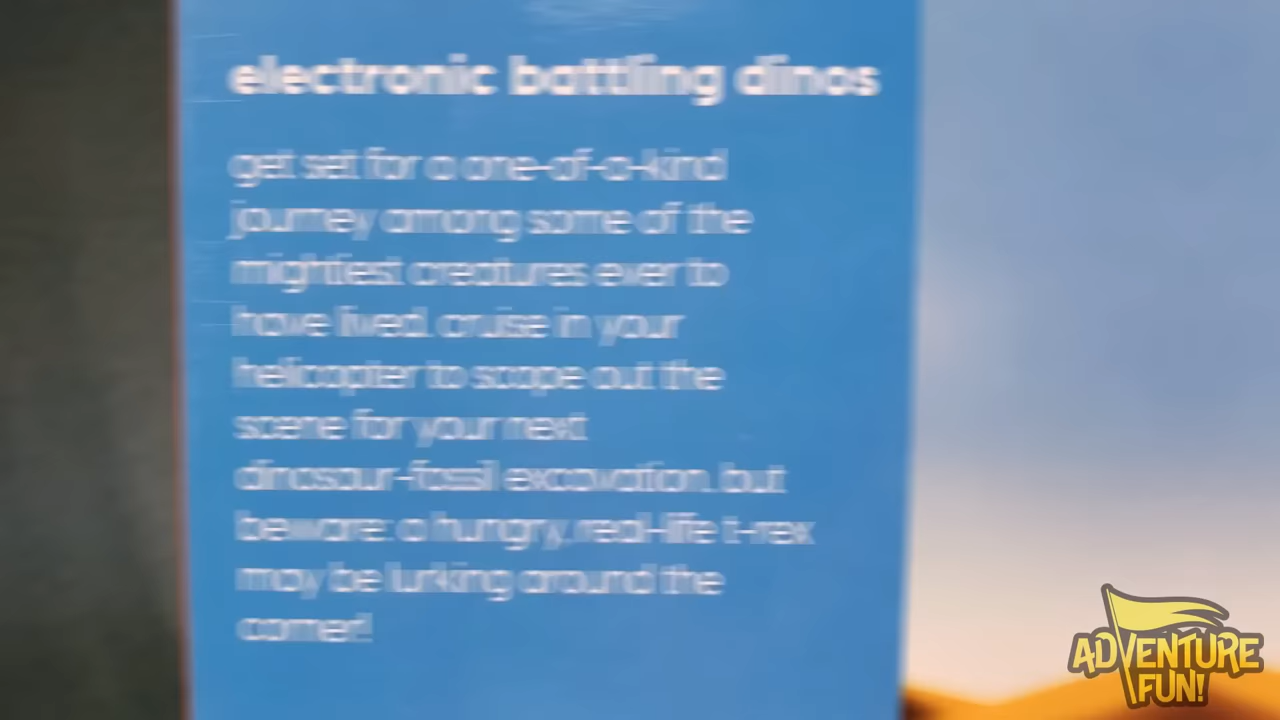 electronic battling dinos
get set for a one-of-a-kind
journey among some of the
mightiest creatures ever to
have lived. cruise in your
helicopter to scope out the
scene for your next
dinosaur-fossil excavation. but
beware: a hungry, real-life t-rex
may be lurking around the
corner!
ADVENTURE
FUN!